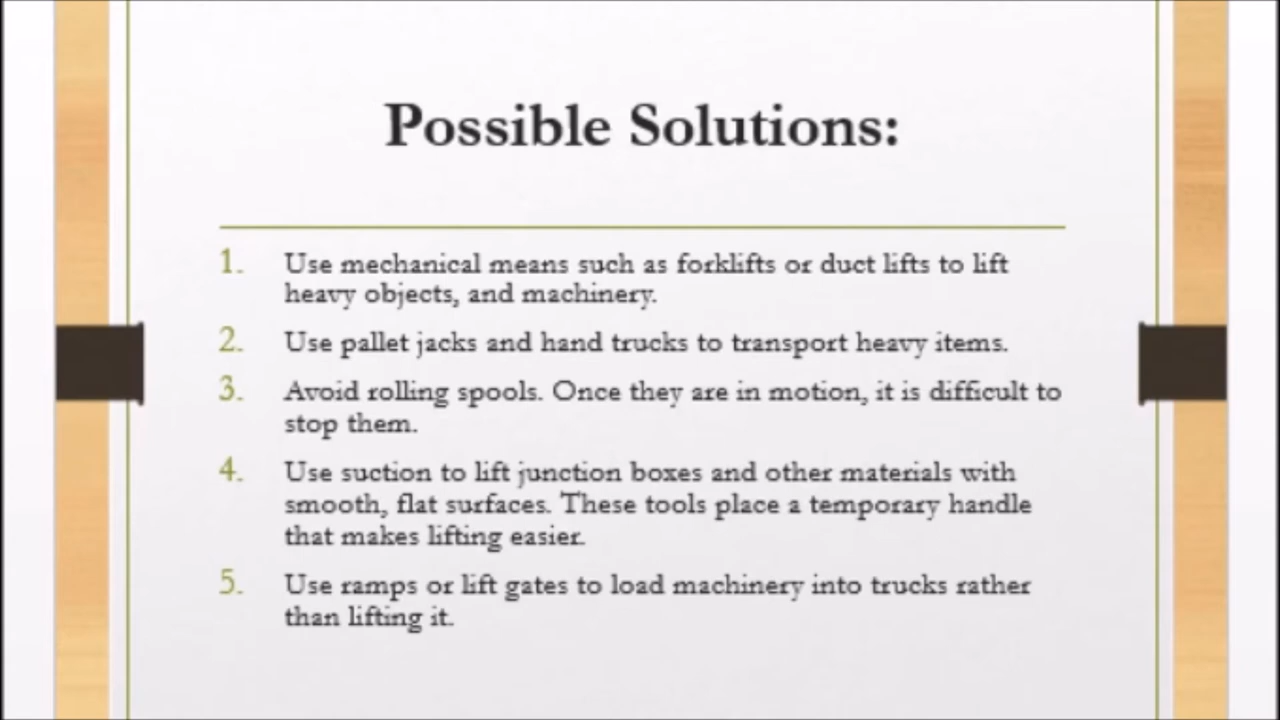 Possible Solutions:
1. Use mechanical means such as forklifts or duct lifts to lift
heavy objects, and machinery.
2. Use pallet jacks and hand trucks to transport heavy items.
3. Avoid rolling spools. Once they are in motion, it is difficult to
stop them.
4. Use suction to lift junction boxes and other materials with
smooth, flat surfaces. These tools place a temporary handle
that makes lifting easier.
5. Use ramps or lift gates to load machinery into trucks rather
than lifting it.